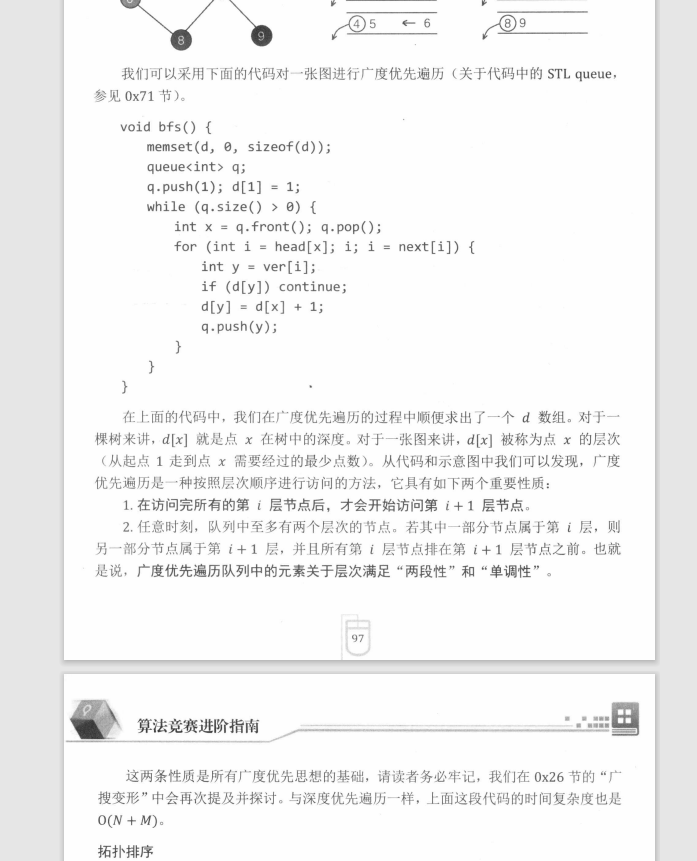 8
9
④ 5 ← 6
⑧ 9
我们可以采用下面的代码对一张图进行广度优先遍历（关于代码中的 STL queue，
参见 0x71 节）。
void bfs() {
memset(d, 0, sizeof(d));
queue<int> q;
q.push(1); d[1] = 1;
while (q.size() > 0) {
int x = q.front(); q.pop();
for (int i = head[x]; i; i = next[i]) {
int y = ver[i];
if (d[y]) continue;
d[y] = d[x] + 1;
q.push(y);
}
}
}
在上面的代码中，我们在广度优先遍历的过程中顺便求出了一个 d 数组。对于一
棵树来讲，d[x] 就是点 x 在树中的深度。对于一张图来讲，d[x] 被称为点 x 的层次
（从起点 1 走到点 x 需要经过的最少点数）。从代码和示意图中我们可以发现，广度
优先遍历是一种按照层次顺序进行访问的方法，它具有如下两个重要性质：
1. 在访问完所有的第 i 层节点后，才会开始访问第 i + 1 层节点。
2. 任意时刻，队列中至多有两个层次的节点。若其中一部分节点属于第 i 层，则
另一部分节点属于第 i + 1 层，并且所有第 i 层节点排在第 i + 1 层节点之前。也就
是说，广度优先遍历队列中的元素关于层次满足“两段性”和“单调性”。
97
算法竞赛进阶指南
这两条性质是所有广度优先思想的基础，请读者务必牢记，我们在 0x26 节的“广
搜变形”中会再次提及并探讨。与深度优先遍历一样，上面这段代码的时间复杂度也是
O(N + M)。
拓扑排序